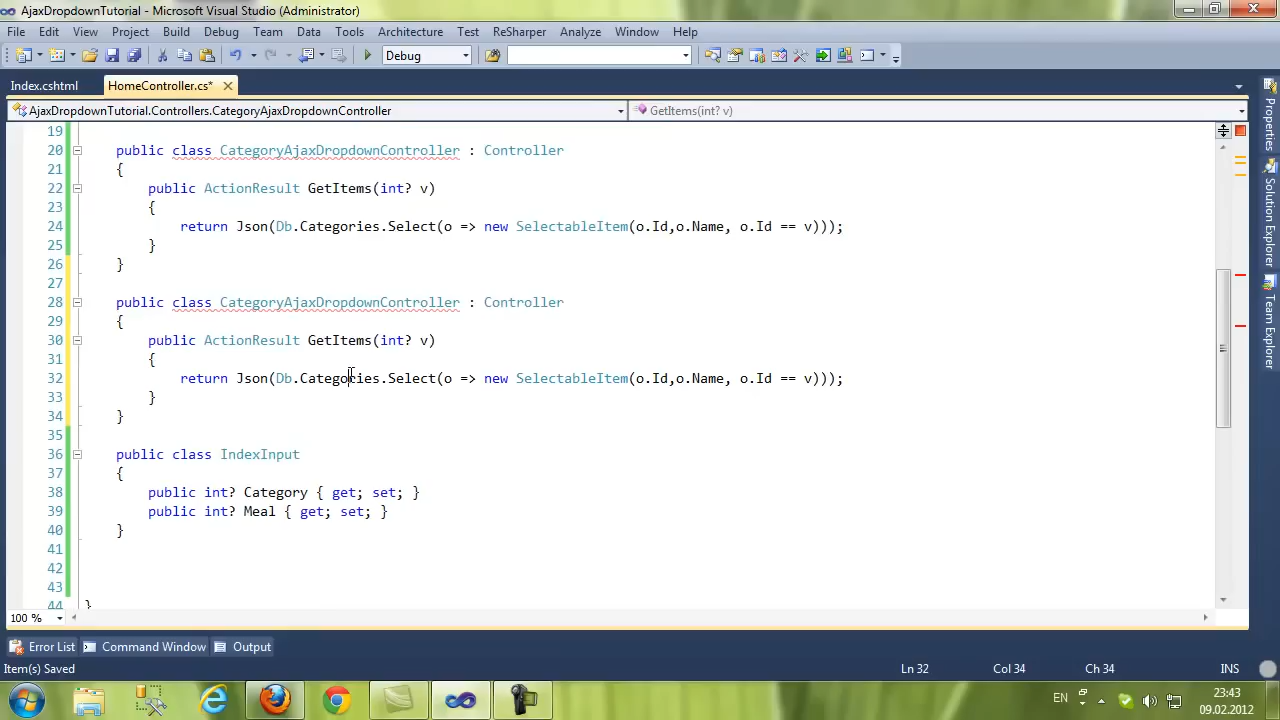 AjaxDropdownTutorial - Microsoft Visual Studio (Administrator)
File Edit View Project Build Debug Team Data Tools Architecture Test ReSharper Analyze Window Help
Debug
Index.cshtml HomeController.cs*
AjaxDropdownTutorial.Controllers.CategoryAjaxDropdownController GetItems(int? v)
19
20 public class CategoryAjaxDropdownController : Controller
21 {
22 public ActionResult GetItems(int? v)
23 {
24 return Json(Db.Categories.Select(o => new SelectableItem(o.Id,o.Name, o.Id == v)));
25 }
26 }
27
28 public class CategoryAjaxDropdownController : Controller
29 {
30 public ActionResult GetItems(int? v)
31 {
32 return Json(Db.Categories.Select(o => new SelectableItem(o.Id,o.Name, o.Id == v)));
33 }
34 }
35
36 public class IndexInput
37 {
38 public int? Category { get; set; }
39 public int? Meal { get; set; }
40 }
41
42
43
44 }
100 %
Properties
Solution Explorer
Team Explorer
Error List Command Window Output
Item(s) Saved Ln 32 Col 34 Ch 34 INS
EN 23:43
09.02.2012